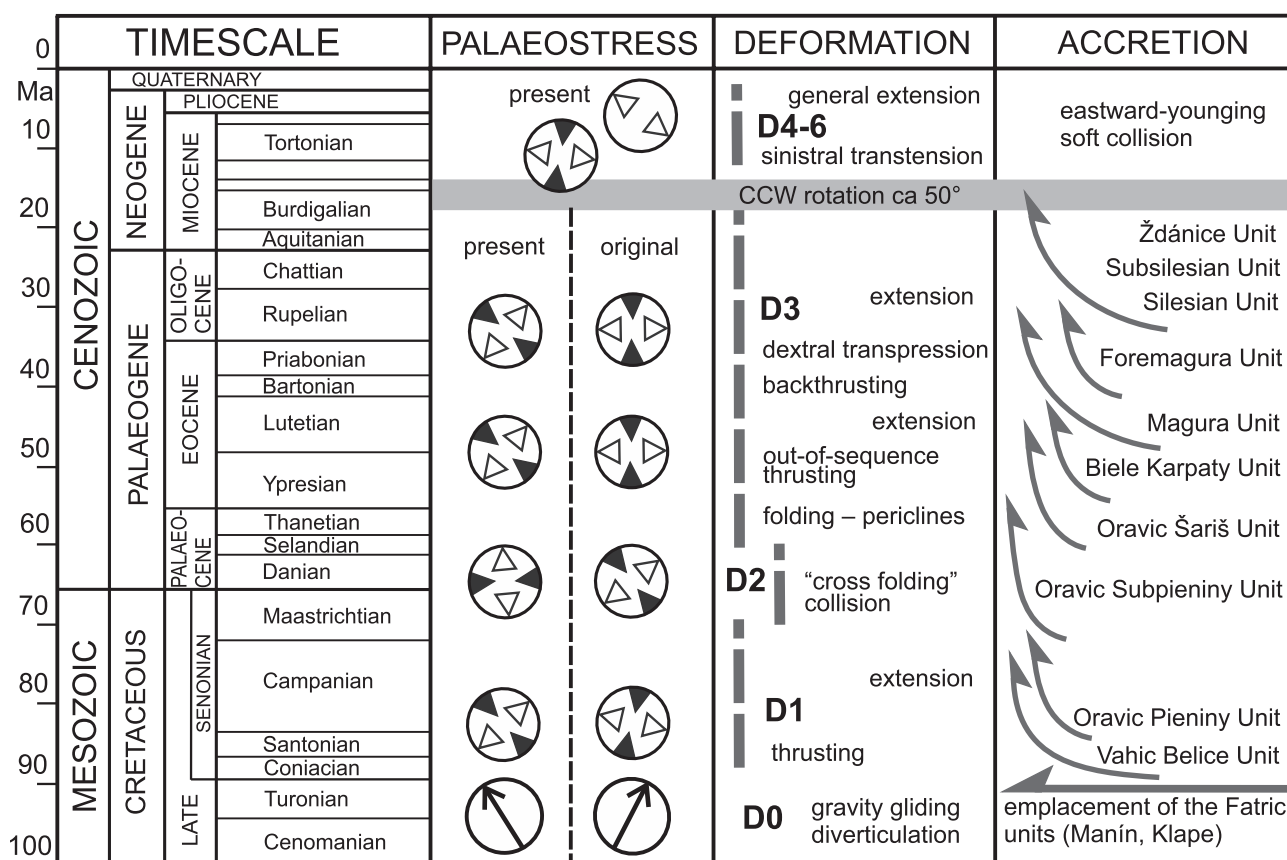 TIMESCALE
PALAEOSTRESS
DEFORMATION
ACCRETION
0
Ma
10
20
30
40
50
60
70
80
90
100
CENOZOIC
MESOZOIC
NEOGENE
PALAEOGENE
CRETACEOUS
QUATERNARY
PLIOCENE
MIOCENE
OLIGO-
CENE
EOCENE
PALAEO-
CENE
SENONIAN
LATE
Tortonian
Burdigalian
Aquitanian
Chattian
Rupelian
Priabonian
Bartonian
Lutetian
Ypresian
Thanetian
Selandian
Danian
Maastrichtian
Campanian
Santonian
Coniacian
Turonian
Cenomanian
present
present
original
general extension
D4-6
sinistral transtension
CCW rotation ca 50°
extension
D3
dextral transpression
backthrusting
extension
out-of-sequence
thrusting
folding – periclines
D2
“cross folding”
collision
extension
D1
thrusting
D0
gravity gliding
diverticulation
eastward-younging
soft collision
Ždánice Unit
Subsilesian Unit
Silesian Unit
Foremagura Unit
Magura Unit
Biele Karpaty Unit
Oravic Šariš Unit
Oravic Subpieniny Unit
Oravic Pieniny Unit
Vahic Belice Unit
emplacement of the Fatric
units (Manín, Klape)